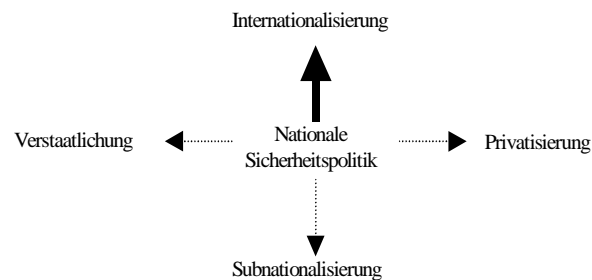 Internationalisierung
Verstaatlichung
Nationale
Sicherheitspolitik
Privatisierung
Subnationalisierung